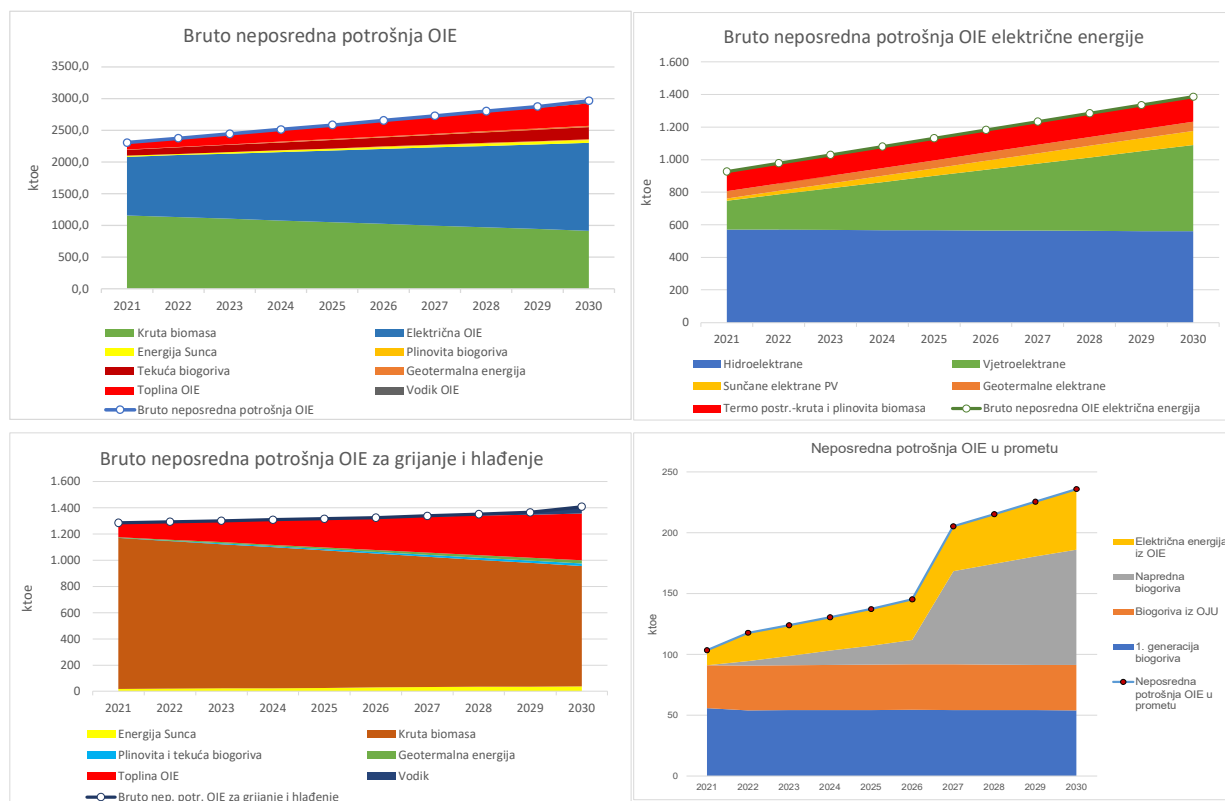 Bruto neposredna potrošnja OIE
3500,0
3000,0
2500,0
2000,0
1500,0
1000,0
500,0
0,0
ktoe
2021 2022 2023 2024 2025 2026 2027 2028 2029 2030
Kruta biomasa Električna OIE
Energija Sunca Plinovita biogoriva
Tekuća biogoriva Geotermalna energija
Toplina OIE Vodik OIE
Bruto neposredna potrošnja OIE
Bruto neposredna potrošnja OIE električne energije
1.600
1.400
1.200
1.000
800
600
400
200
0
ktoe
2021 2022 2023 2024 2025 2026 2027 2028 2029 2030
Hidroelektrane Vjetroelektrane
Sunčane elektrane PV Geotermalne elektrane
Termo postr.-kruta i plinovita biomasa Bruto neposredna OIE električna energija
Bruto neposredna potrošnja OIE za grijanje i hlađenje
1.600
1.400
1.200
1.000
800
600
400
200
0
ktoe
2021 2022 2023 2024 2025 2026 2027 2028 2029 2030
Energija Sunca Kruta biomasa
Plinovita i tekuća biogoriva Geotermalna energija
Toplina OIE Vodik
Bruto nep. potr. OIE za grijanje i hlađenje
Neposredna potrošnja OIE u prometu
250
200
150
100
50
0
ktoe
2021 2022 2023 2024 2025 2026 2027 2028 2029 2030
Električna energija
iz OIE
Napredna
biogoriva
Biogoriva iz OJU
1. generacija
biogoriva
Neposredna
potrošnja OIE u
prometu